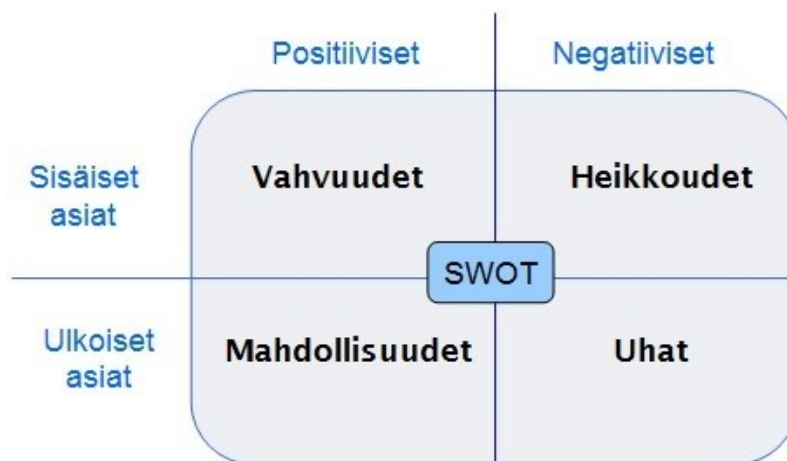 Positiiviset
Negatiiviset
Sisäiset
asiat
Vahvuudet
Heikkoudet
SWOT
Ulkoiset
asiat
Mahdollisuudet
Uhat